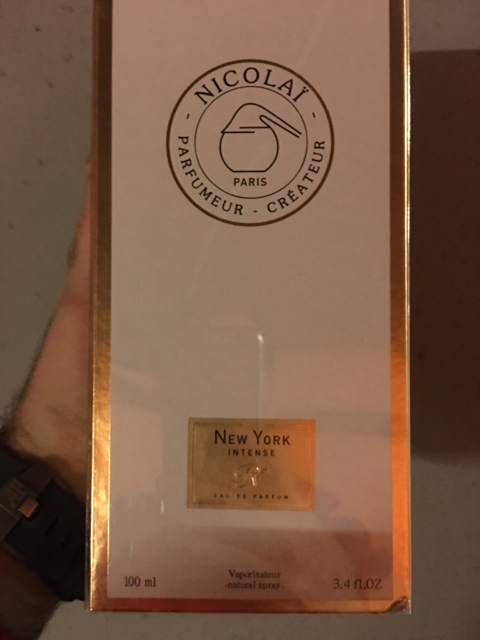 - NICOLAÏ -
PARIS
PARFUMEUR - CRÉATEUR
NEW YORK
INTENSE
N
EAU DE PARFUM
100 ml
Vaporisateur
-natural spray-
3.4 fl.OZ